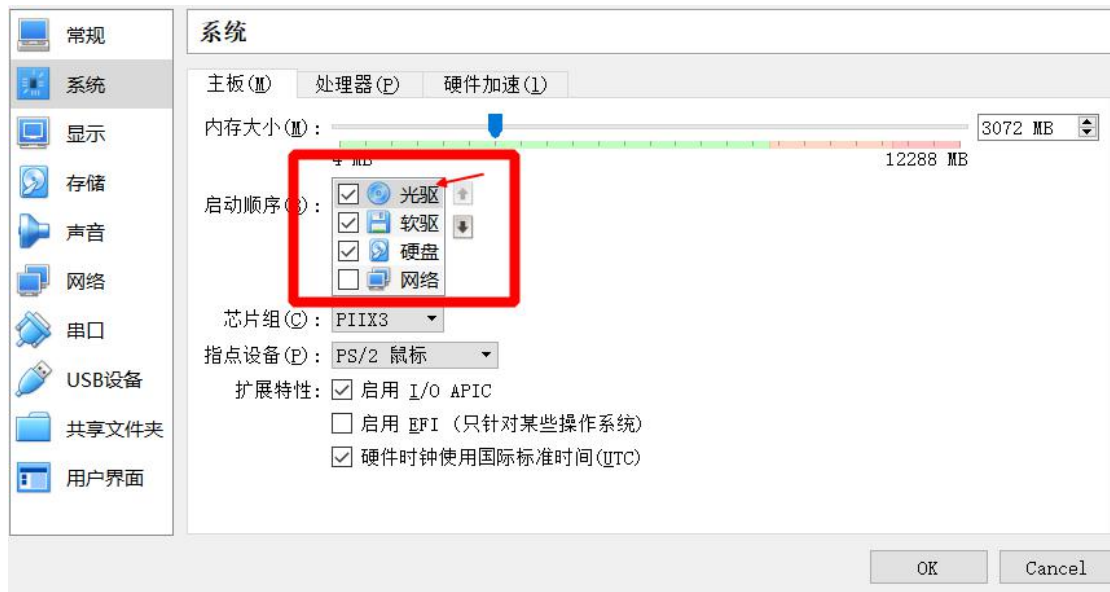 常规
系统
显示
存储
声音
网络
串口
USB设备
共享文件夹
用户界面
系统
主板(M) 处理器(P) 硬件加速(l)
内存大小(M): 3072 MB
4 MB 12288 MB
启动顺序(B): 光驱
软驱
硬盘
网络
芯片组(C): PIIX3
指点设备(P): PS/2 鼠标
扩展特性: 启用 I/O APIC
启用 EFI (只针对某些操作系统)
硬件时钟使用国际标准时间(UTC)
OK Cancel